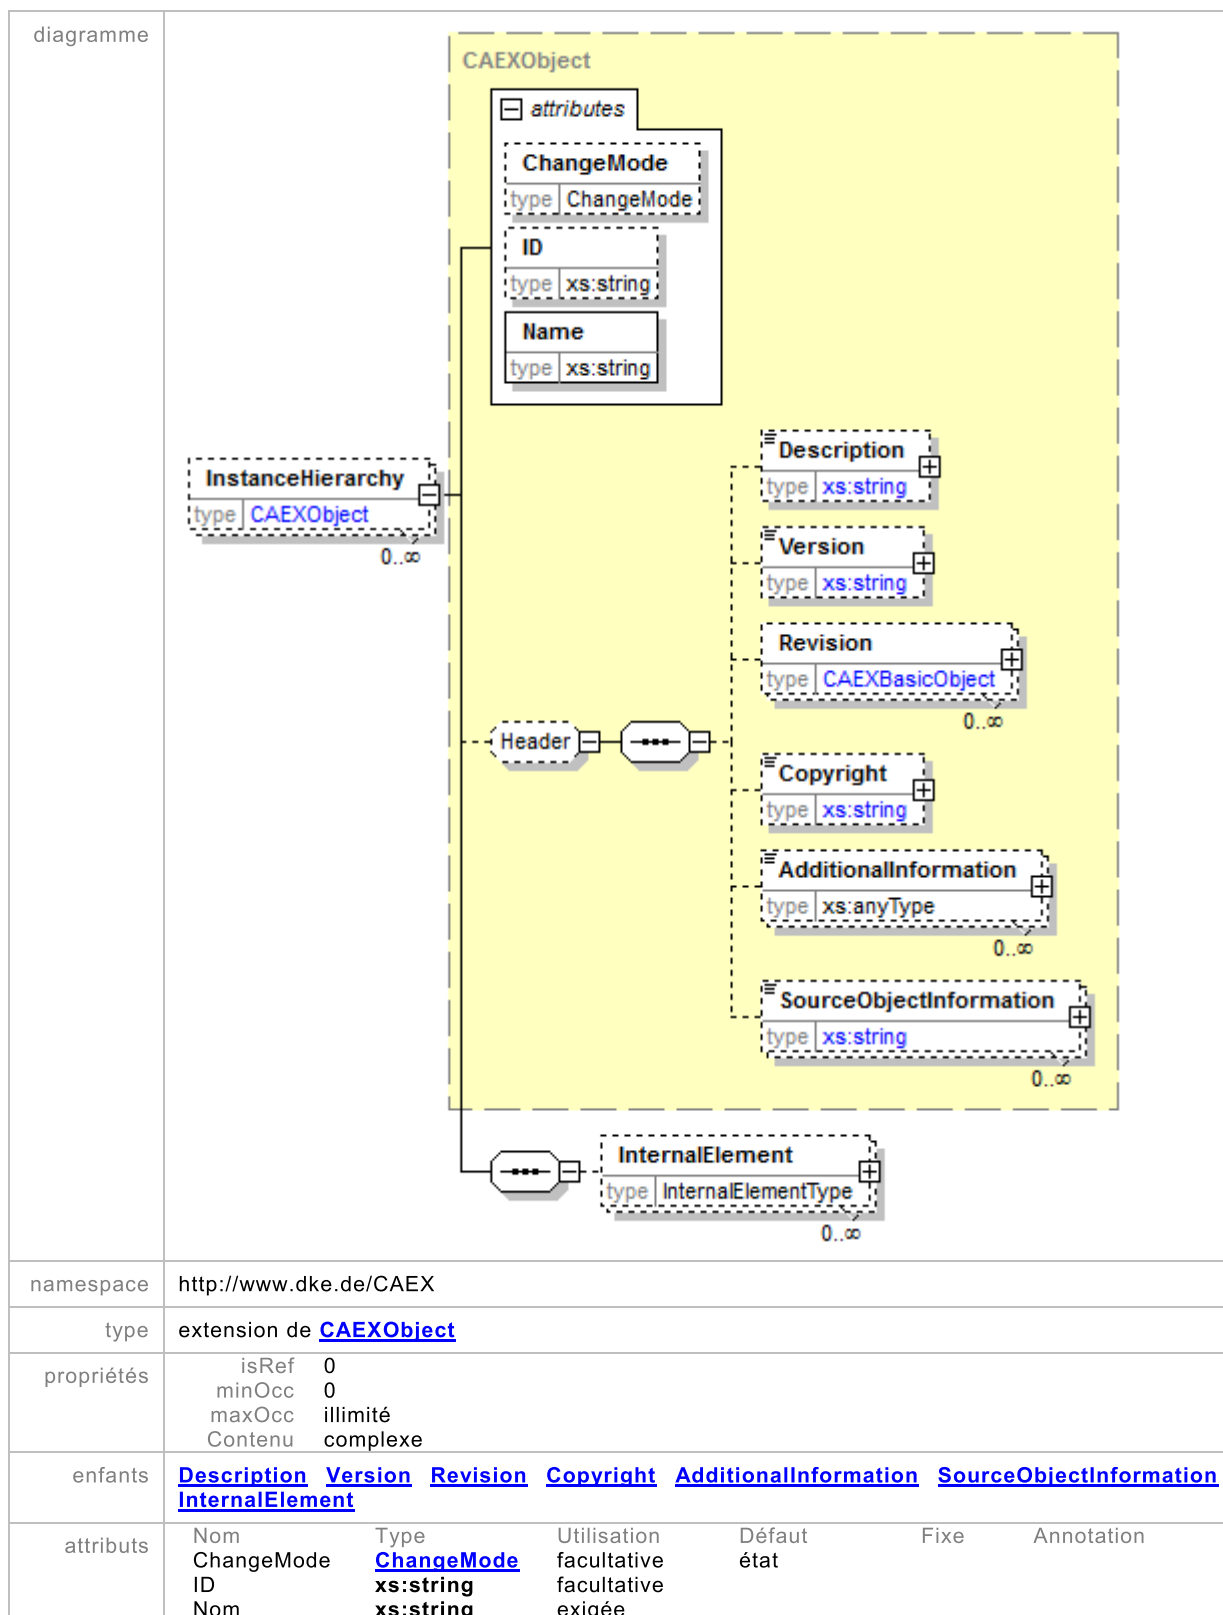 diagramme
CAEXObject
attributes
ChangeMode
type ChangeMode
ID
type xs:string
Name
type xs:string
InstanceHierarchy
type CAEXObject
0..∞
Description
type xs:string
Version
type xs:string
Revision
type CAEXBasicObject
0..∞
Header
Copyright
type xs:string
AdditionalInformation
type xs:anyType
0..∞
SourceObjectInformation
type xs:string
0..∞
InternalElement
type InternalElementType
0..∞
namespace http://www.dke.de/CAEX
type extension de CAEXObject
propriétés isRef 0
minOcc 0
maxOcc illimité
Contenu complexe
enfants Description Version Revision Copyright AdditionalInformation SourceObjectInformation
InternalElement
attributs Nom Type Utilisation Défaut Fixe Annotation
ChangeMode ChangeMode facultative état
ID xs:string facultative
Nom xs:string exigée